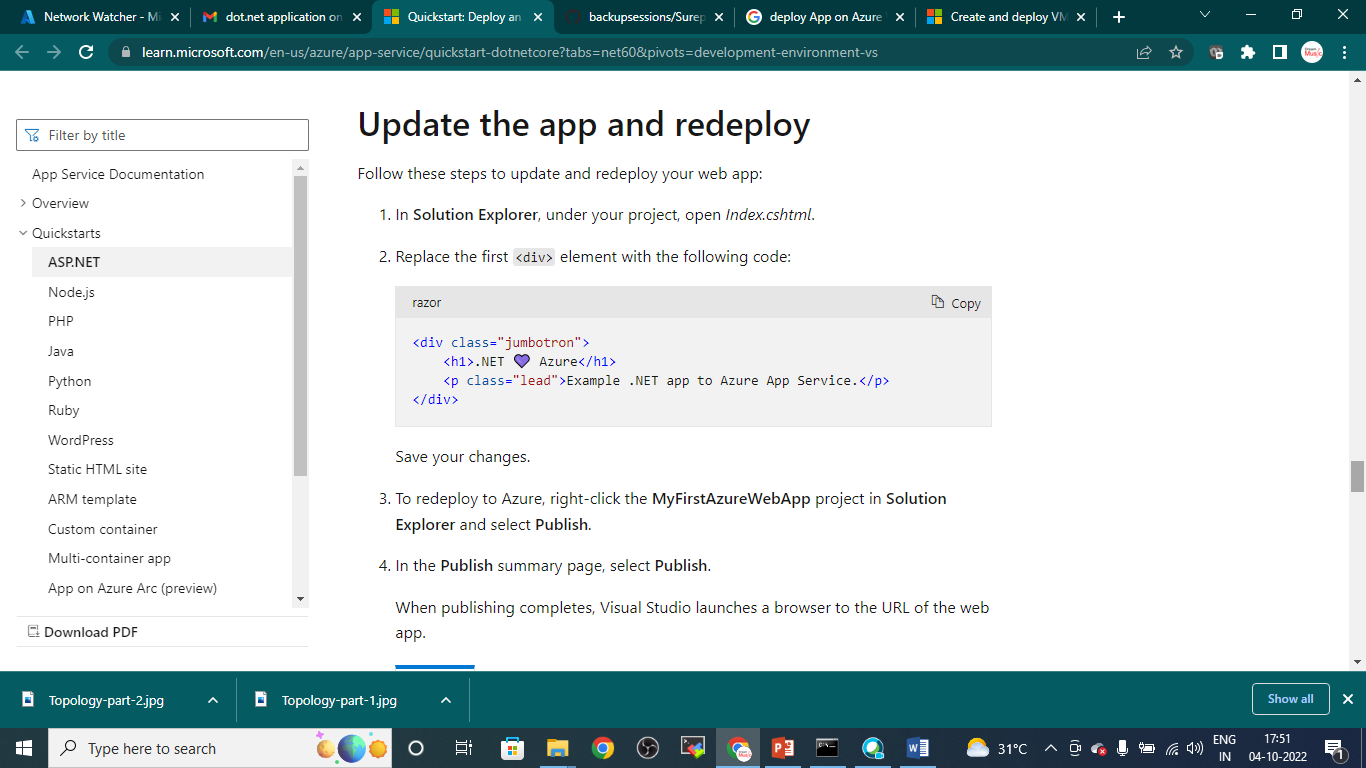 Network Watcher - Mi
dot.net application on
Quickstart: Deploy an
backupsessions/Surep
deploy App on Azure
Create and deploy VM
learn.microsoft.com/en-us/azure/app-service/quickstart-dotnetcore?tabs=net60&pivots=development-environment-vs
Filter by title
App Service Documentation
Overview
Quickstarts
ASP.NET
Node.js
PHP
Java
Python
Ruby
WordPress
Static HTML site
ARM template
Custom container
Multi-container app
App on Azure Arc (preview)
Download PDF
Update the app and redeploy
Follow these steps to update and redeploy your web app:
1. In Solution Explorer, under your project, open Index.cshtml.
2. Replace the first <div> element with the following code:
razor
Copy
<div class="jumbotron">
<h1>.NET 💜 Azure</h1>
<p class="lead">Example .NET app to Azure App Service.</p>
</div>
Save your changes.
3. To redeploy to Azure, right-click the MyFirstAzureWebApp project in Solution
Explorer and select Publish.
4. In the Publish summary page, select Publish.
When publishing completes, Visual Studio launches a browser to the URL of the web
app.
Topology-part-2.jpg
Topology-part-1.jpg
Show all
Type here to search
31°C
ENG
IN
17:51
04-10-2022
1